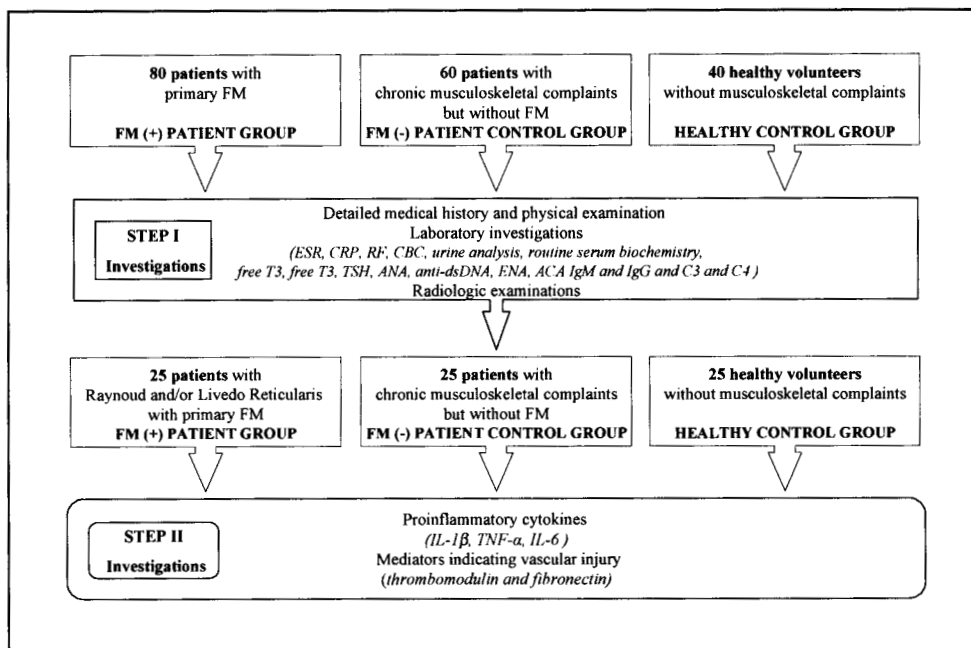 80 patients with
primary FM
FM (+) PATIENT GROUP
60 patients with
chronic musculoskeletal complaints
but without FM
FM (-) PATIENT CONTROL GROUP
40 healthy volunteers
without musculoskeletal complaints
HEALTHY CONTROL GROUP
STEP I
Investigations
Detailed medical history and physical examination
Laboratory investigations
(ESR, CRP, RF, CBC, urine analysis, routine serum biochemistry,
free T3, free T3, TSH, ANA, anti-dsDNA, ENA, ACA IgM and IgG and C3 and C4)
Radiologic examinations
25 patients with
Raynoud and/or Livedo Reticularis
with primary FM
FM (+) PATIENT GROUP
25 patients with
chronic musculoskeletal complaints
but without FM
FM (-) PATIENT CONTROL GROUP
25 healthy volunteers
without musculoskeletal complaints
HEALTHY CONTROL GROUP
STEP II
Investigations
Proinflammatory cytokines
(IL-1β, TNF-α, IL-6 )
Mediators indicating vascular injury
(thrombomodulin and fibronectin)